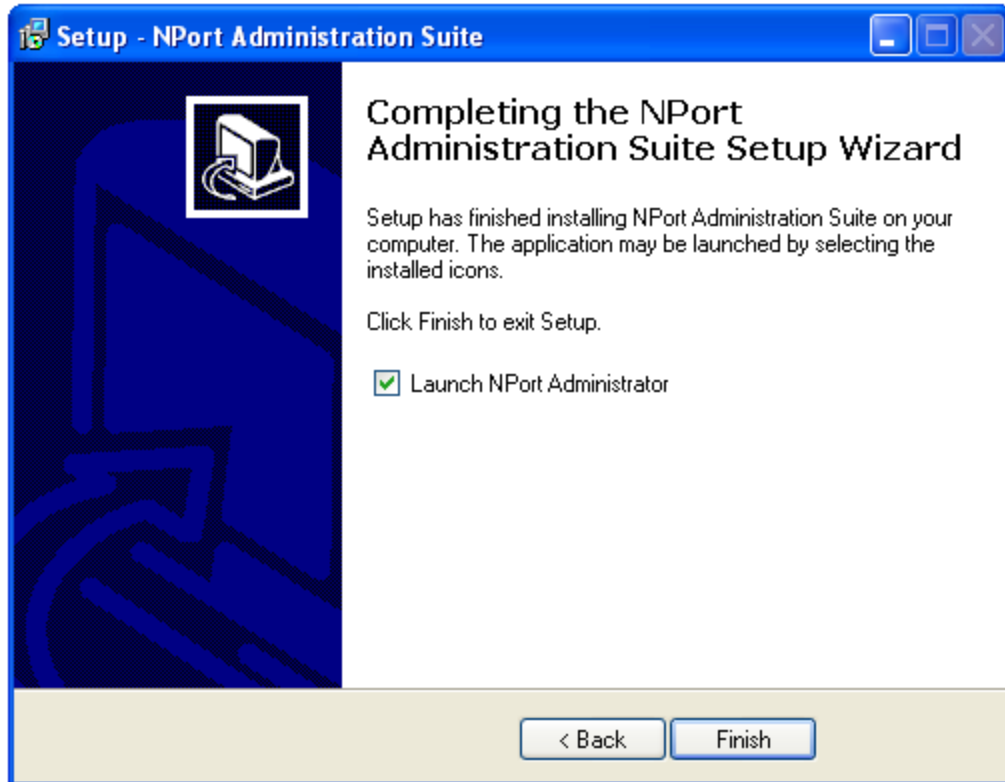 Setup - NPort Administration Suite
Completing the NPort
Administration Suite Setup Wizard
Setup has finished installing NPort Administration Suite on your
computer. The application may be launched by selecting the
installed icons.
Click Finish to exit Setup.
Launch NPort Administrator
< Back
Finish